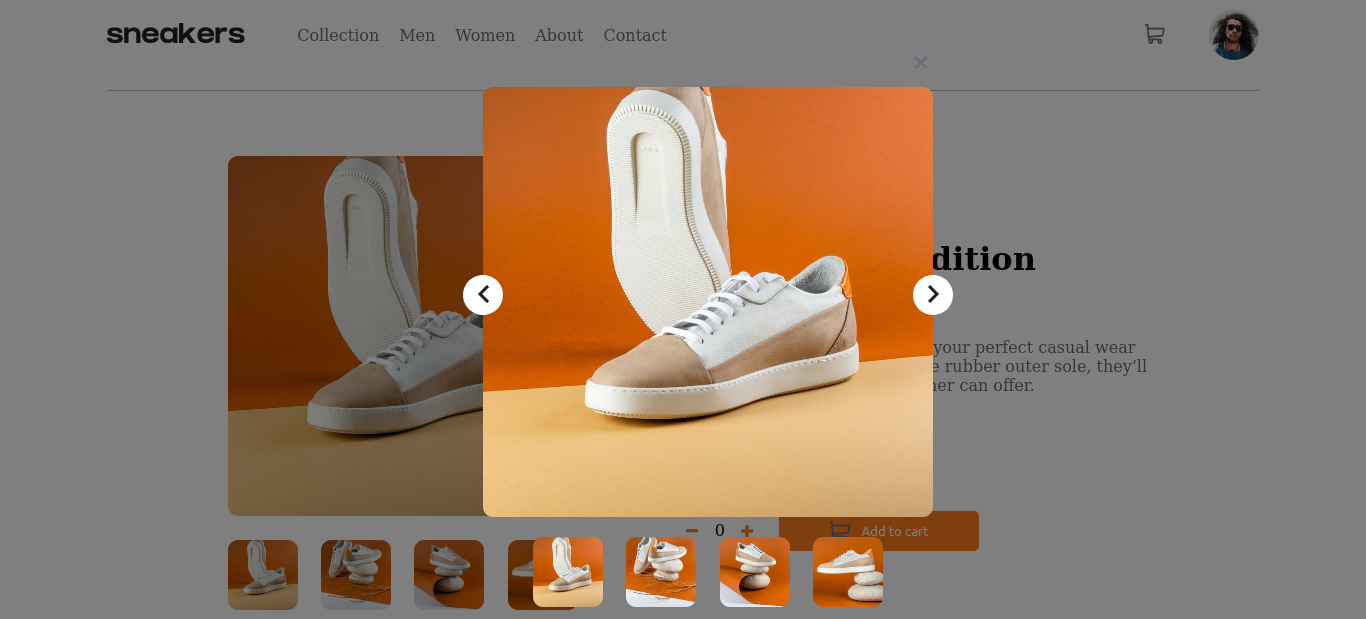 sneakers
Collection Men Women About Contact
dition
your perfect casual wear
rubber outer sole, they’ll
can offer.
0
Add to cart